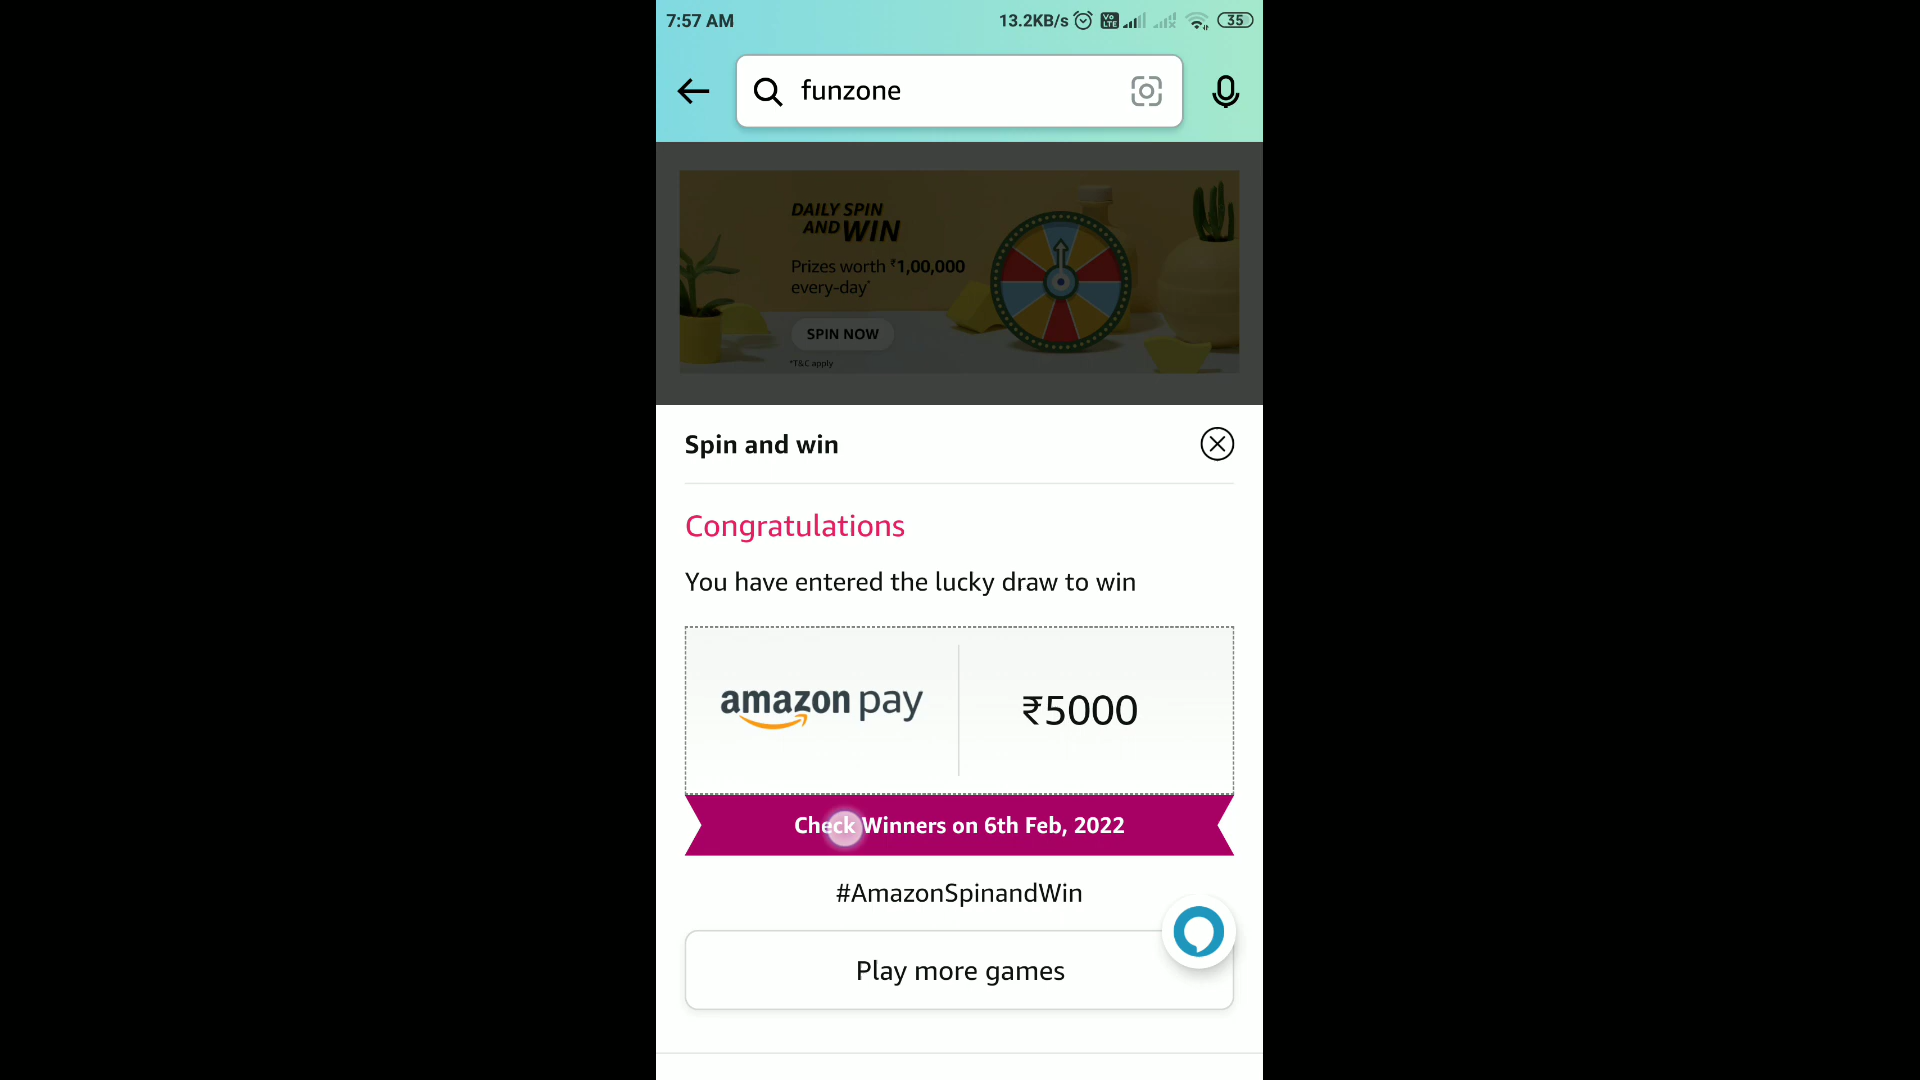 7:57 AM 13.2KB/s Vo LTE 35
funzone
DAILY SPIN
AND WIN
Prizes worth ₹1,00,000
every-day*
SPIN NOW
*T&C apply
Spin and win
Congratulations
You have entered the lucky draw to win
amazon pay ₹5000
Check Winners on 6th Feb, 2022
#AmazonSpinandWin
Play more games